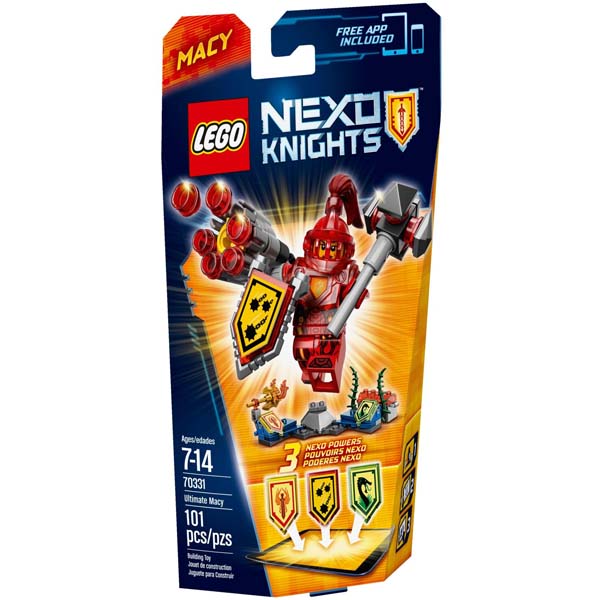 MACY
FREE APP
INCLUDED
LEGO
NEXO
KNIGHTS™
Ages/edades
7-14
70331
Ultimate Macy
101
pcs/pzs
Building Toy
Jouet de construction
Juguete para Construir
3 NEXO POWERS
POUVOIRS NEXO
PODERES NEXO